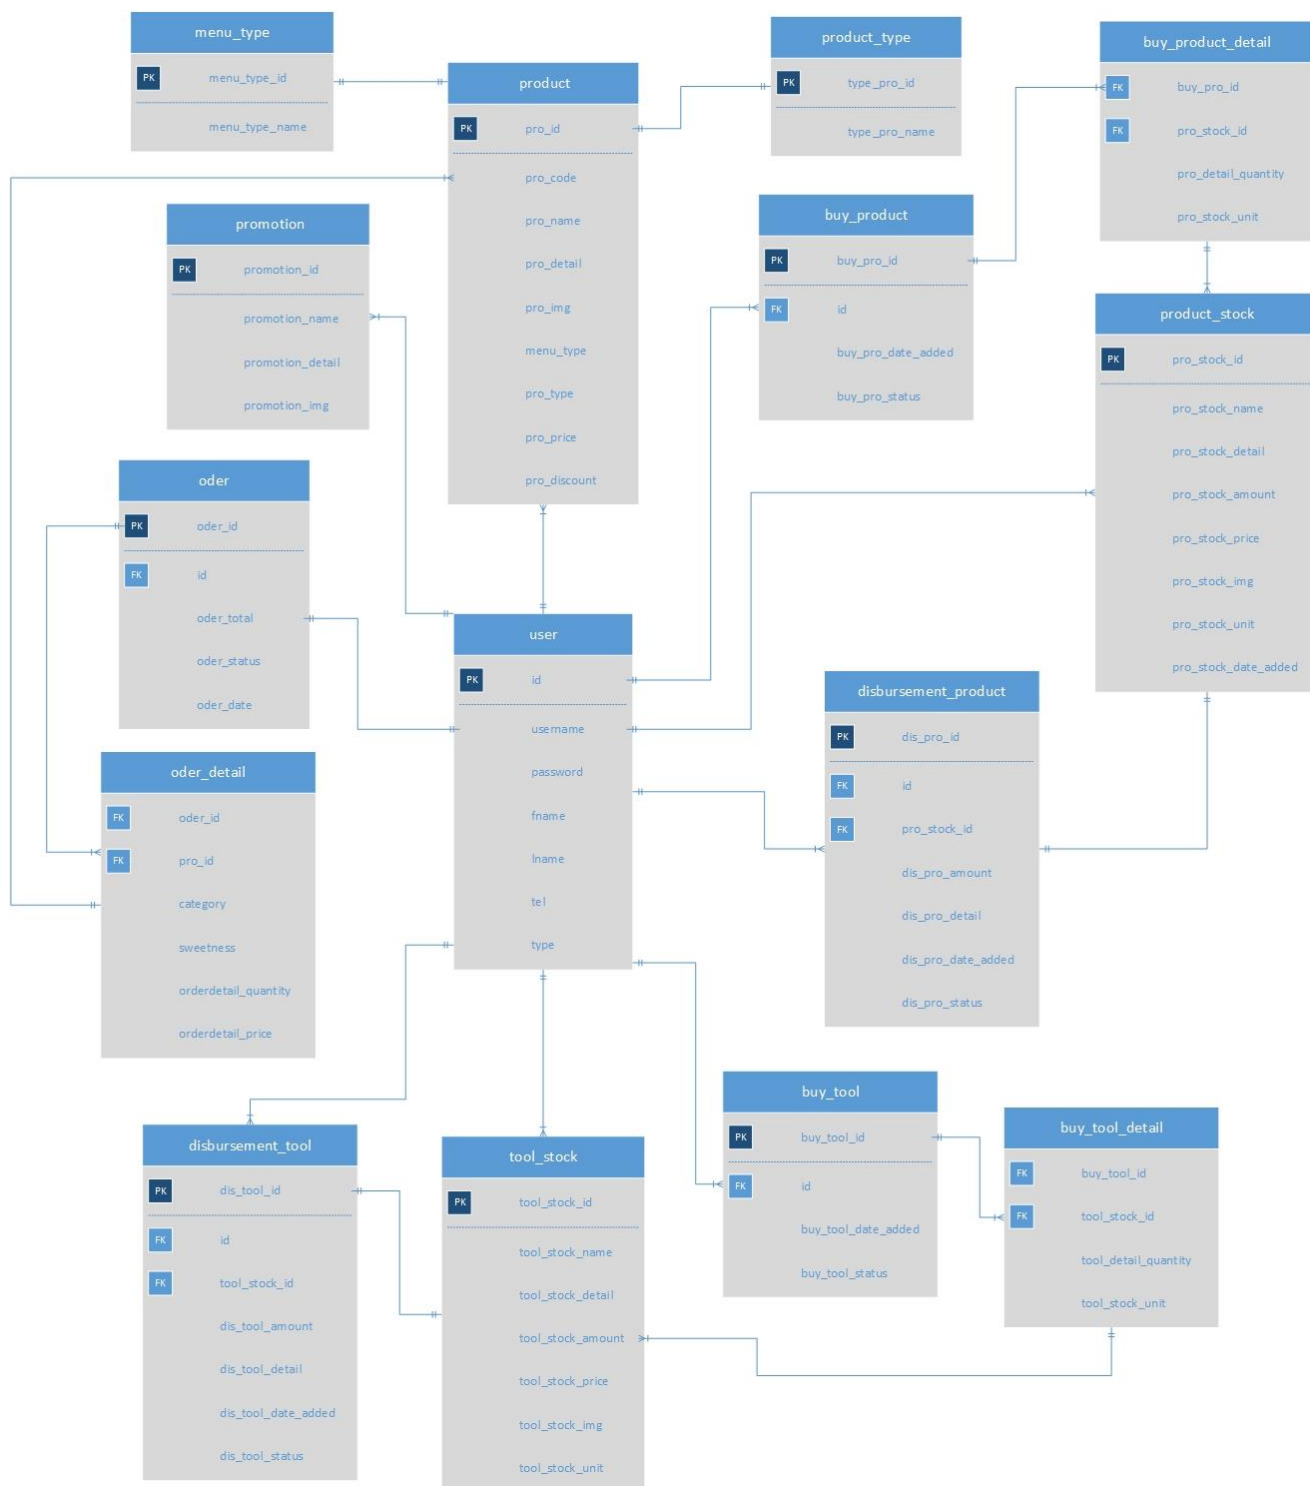 menu_type
PK menu_type_id
menu_type_name
product
PK pro_id
pro_code
pro_name
pro_detail
pro_img
menu_type
pro_type
pro_price
pro_discount
product_type
PK type_pro_id
type_pro_name
buy_product_detail
FK buy_pro_id
FK pro_stock_id
pro_detail_quantity
pro_stock_unit
promotion
PK promotion_id
promotion_name
promotion_detail
promotion_img
buy_product
PK buy_pro_id
FK id
buy_pro_date_added
buy_pro_status
product_stock
PK pro_stock_id
pro_stock_name
pro_stock_detail
pro_stock_amount
pro_stock_price
pro_stock_img
pro_stock_unit
pro_stock_date_added
oder
PK oder_id
FK id
oder_total
oder_status
oder_date
user
PK id
username
password
fname
lname
tel
type
disbursement_product
PK dis_pro_id
FK id
FK pro_stock_id
dis_pro_amount
dis_pro_detail
dis_pro_date_added
dis_pro_status
oder_detail
FK oder_id
FK pro_id
category
sweetness
orderdetail_quantity
orderdetail_price
disbursement_tool
PK dis_tool_id
FK id
FK tool_stock_id
dis_tool_amount
dis_tool_detail
dis_tool_date_added
dis_tool_status
tool_stock
PK tool_stock_id
tool_stock_name
tool_stock_detail
tool_stock_amount
tool_stock_price
tool_stock_img
tool_stock_unit
buy_tool
PK buy_tool_id
FK id
buy_tool_date_added
buy_tool_status
buy_tool_detail
FK buy_tool_id
FK tool_stock_id
tool_detail_quantity
tool_stock_unit